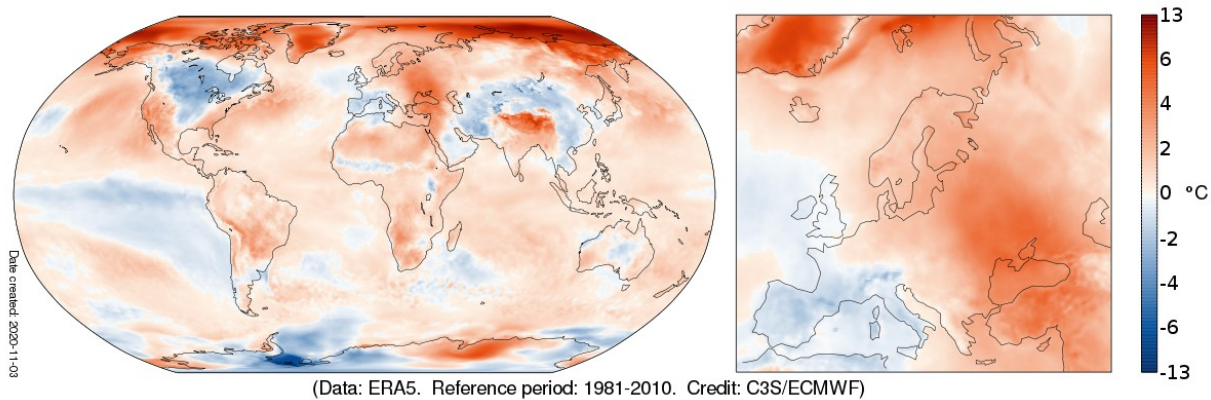 13
6
4
2
0 °C
-2
-4
-6
-13
Date created: 2020-11-03
(Data: ERA5. Reference period: 1981-2010. Credit: C3S/ECMWF)